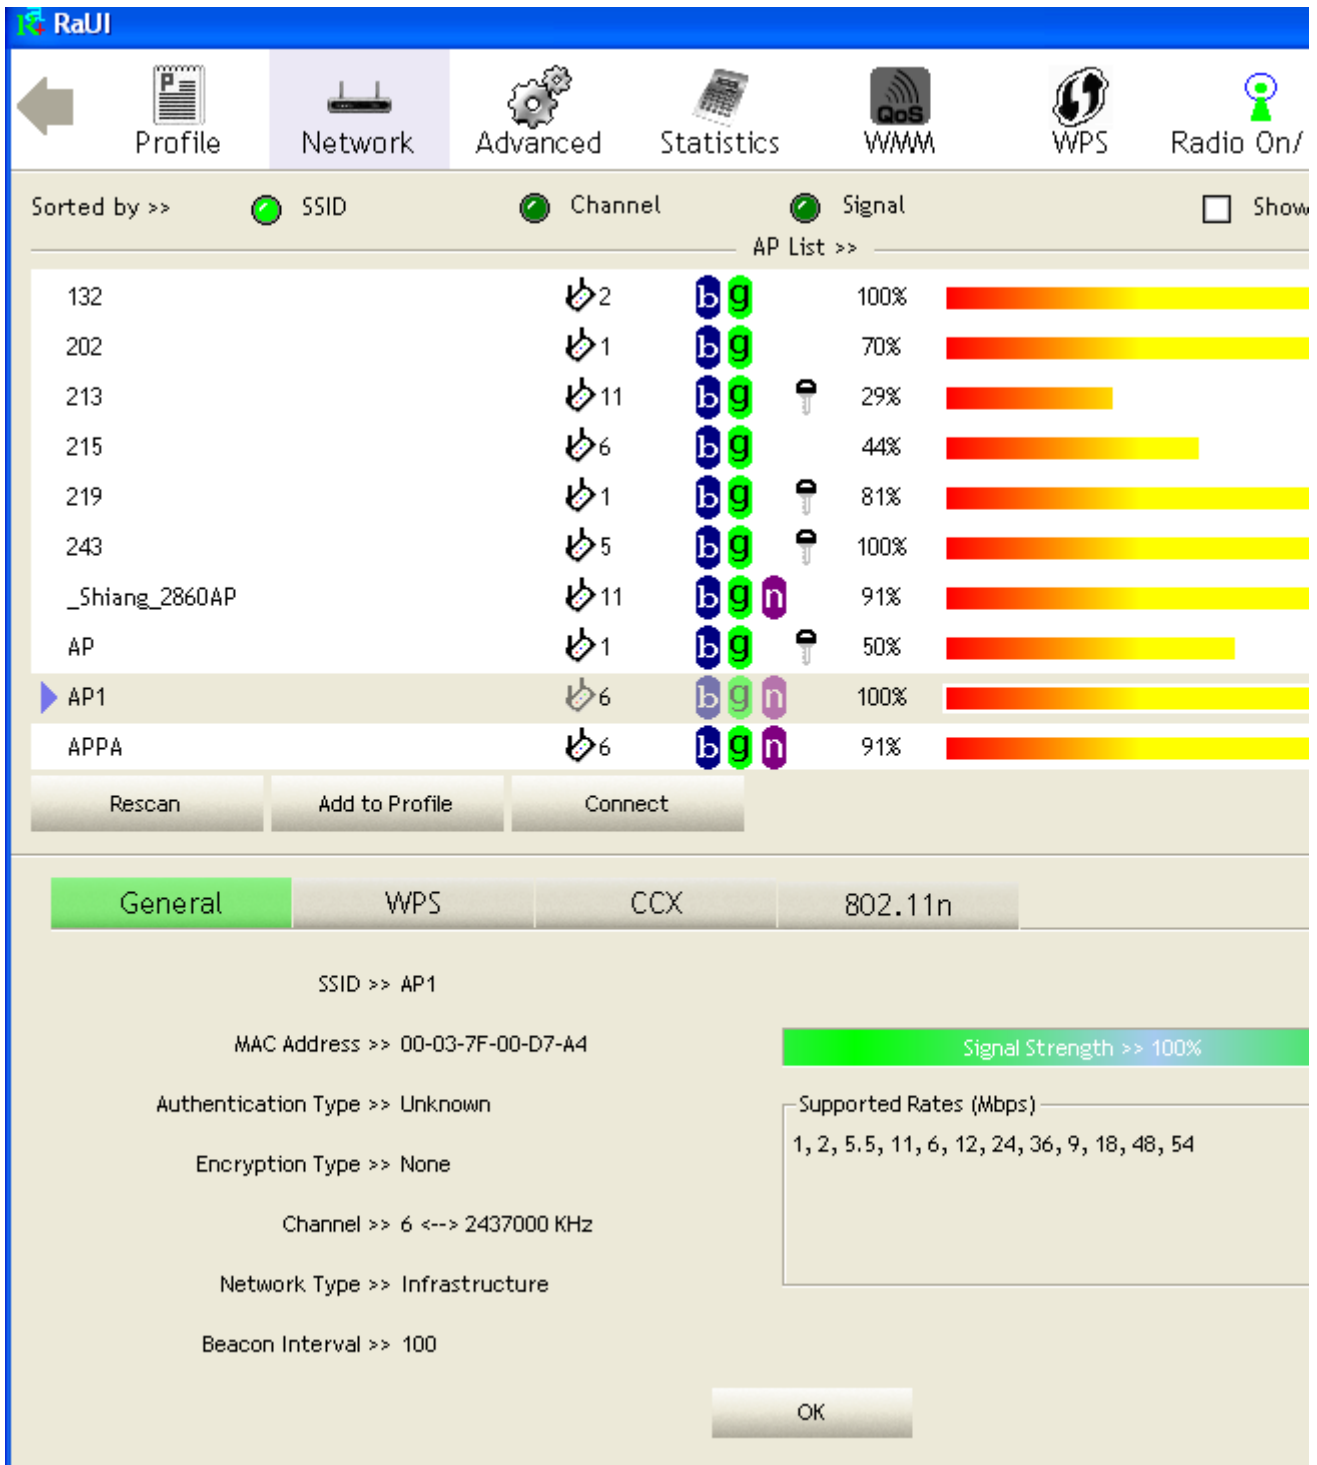 RaUI
Profile Network Advanced Statistics WMM WPS Radio On/
QoS
Sorted by >> SSID Channel Signal Show
AP List >>
132 2 b g 100%
202 1 b g 70%
213 11 b g 29%
215 6 b g 44%
219 1 b g 81%
243 5 b g 100%
_Shiang_2860AP 11 b g n 91%
AP 1 b g 50%
AP1 6 b g n 100%
APPA 6 b g n 91%
Rescan Add to Profile Connect
General WPS CCX 802.11n
SSID >> AP1
MAC Address >> 00-03-7F-00-D7-A4
Signal Strength >> 100%
Authentication Type >> Unknown
Supported Rates (Mbps)
1, 2, 5.5, 11, 6, 12, 24, 36, 9, 18, 48, 54
Encryption Type >> None
Channel >> 6 <--> 2437000 KHz
Network Type >> Infrastructure
Beacon Interval >> 100
OK